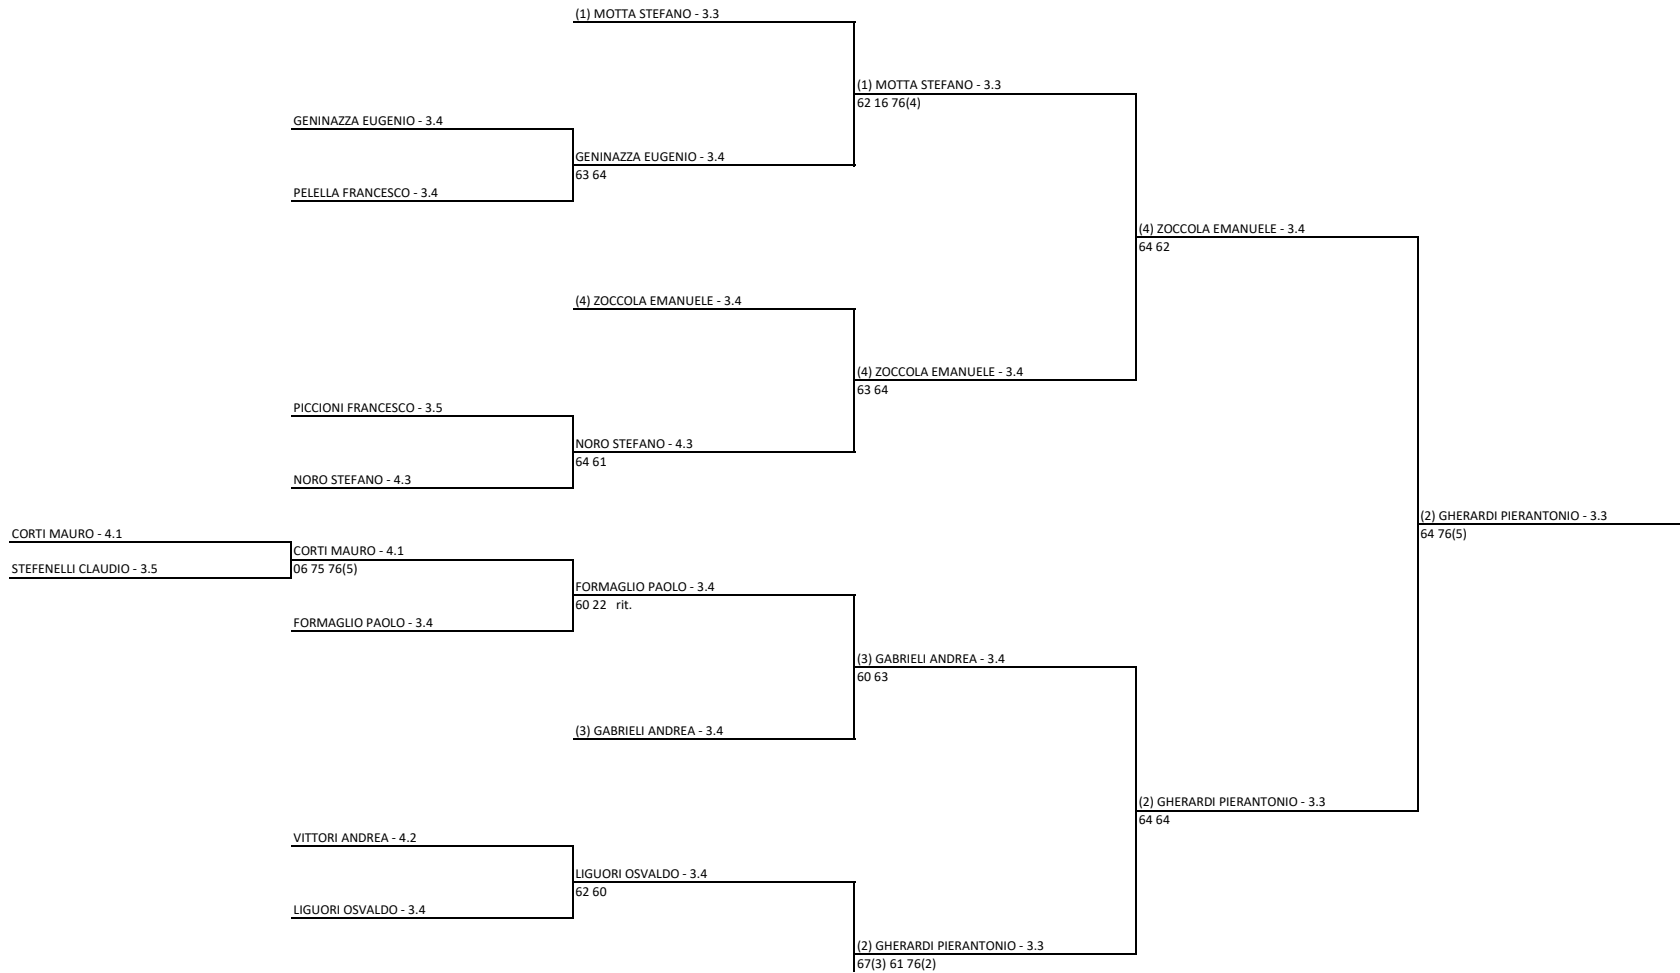 (1) MOTTA STEFANO - 3.3
(1) MOTTA STEFANO - 3.3
62 16 76(4)
GENINAZZA EUGENIO - 3.4
GENINAZZA EUGENIO - 3.4
63 64
PELELLA FRANCESCO - 3.4
(4) ZOCCOLA EMANUELE - 3.4
64 62
(4) ZOCCOLA EMANUELE - 3.4
(4) ZOCCOLA EMANUELE - 3.4
63 64
PICCIONI FRANCESCO - 3.5
NORO STEFANO - 4.3
64 61
NORO STEFANO - 4.3
(2) GHERARDI PIERANTONIO - 3.3
64 76(5)
CORTI MAURO - 4.1
CORTI MAURO - 4.1
STEFENELLI CLAUDIO - 3.5
06 75 76(5)
FORMAGLIO PAOLO - 3.4
60 22 rit.
FORMAGLIO PAOLO - 3.4
(3) GABRIELI ANDREA - 3.4
60 63
(3) GABRIELI ANDREA - 3.4
(2) GHERARDI PIERANTONIO - 3.3
64 64
VITTORI ANDREA - 4.2
LIGUORI OSVALDO - 3.4
62 60
LIGUORI OSVALDO - 3.4
(2) GHERARDI PIERANTONIO - 3.3
67(3) 61 76(2)